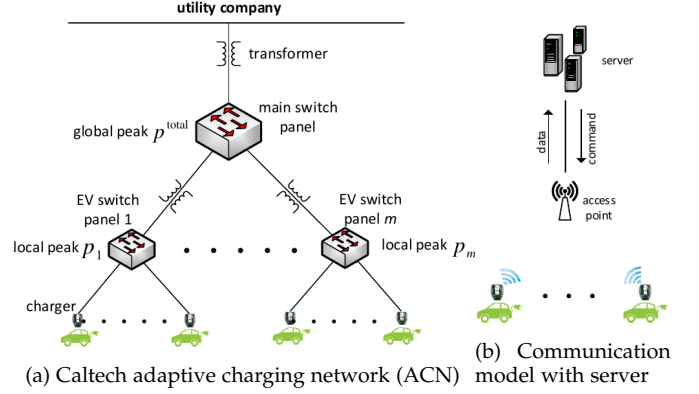 utility company
transformer
main switch
panel
global peak p^total
EV switch
panel 1
EV switch
panel m
local peak p_1
local peak p_m
charger
(a) Caltech adaptive charging network (ACN)
server
data
command
access
point
(b) Communication
model with server